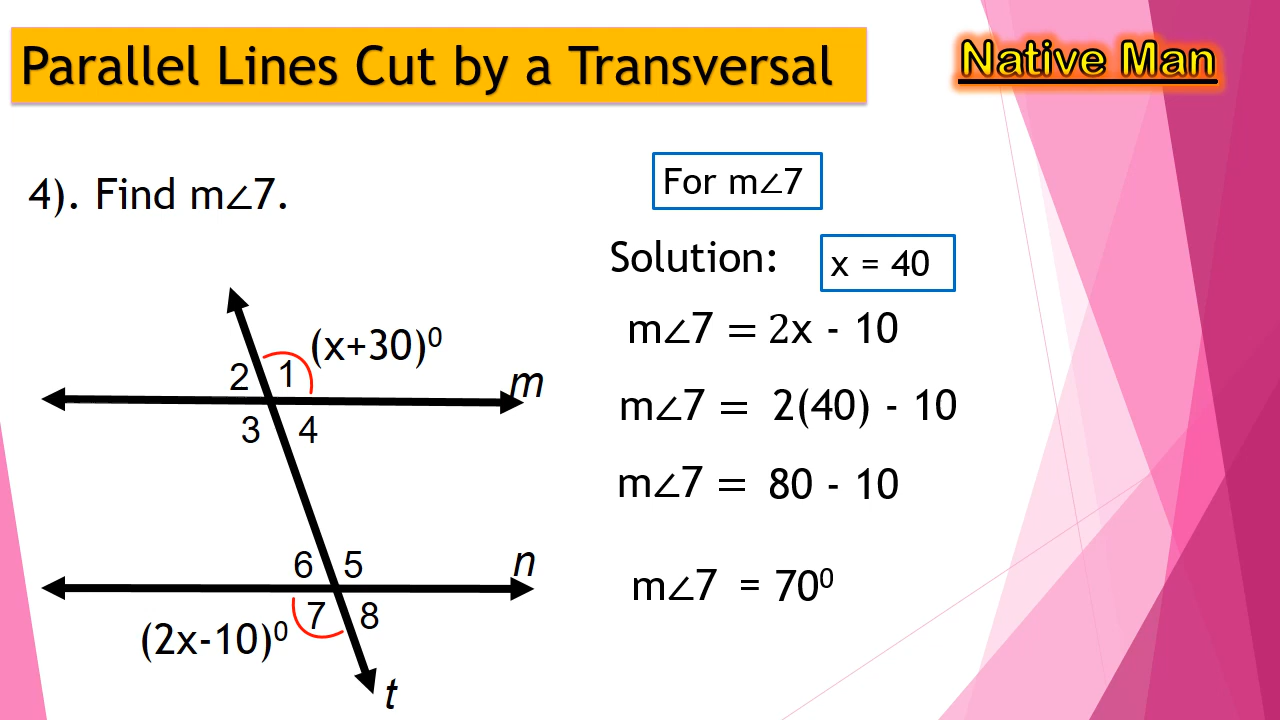 Parallel Lines Cut by a Transversal
Native Man
4). Find m∠7.
For m∠7
Solution:
x = 40
m∠7 = 2x - 10
m∠7 = 2(40) - 10
m∠7 = 80 - 10
m∠7 = 70⁰
(x+30)⁰
2 1
m
3 4
6 5
n
7 8
(2x-10)⁰
t